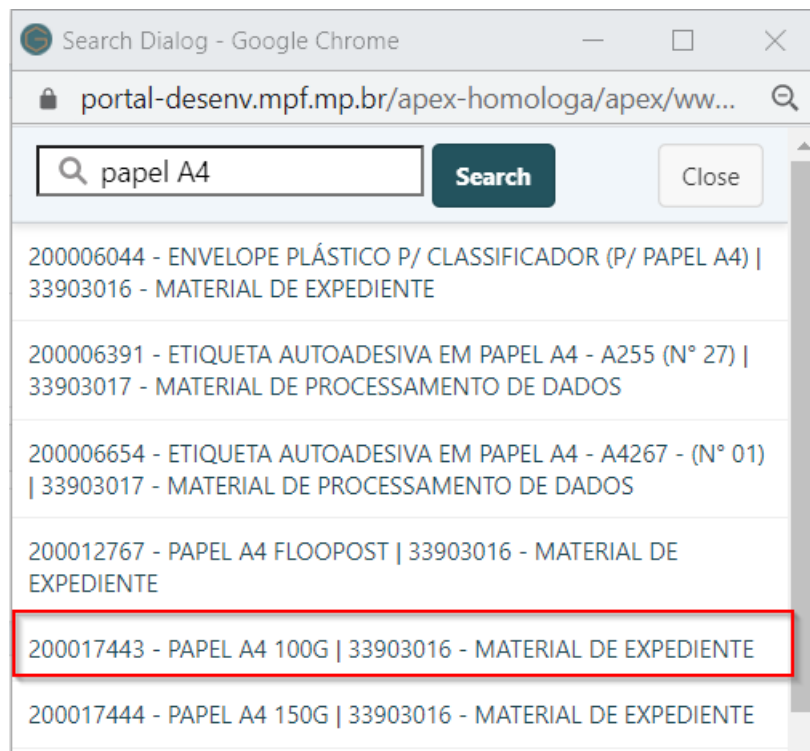 Search Dialog - Google Chrome
portal-desenv.mpf.mp.br/apex-homologa/apex/ww...
papel A4
Search
Close
200006044 - ENVELOPE PLÁSTICO P/ CLASSIFICADOR (P/ PAPEL A4) |
33903016 - MATERIAL DE EXPEDIENTE
200006391 - ETIQUETA AUTOADESIVA EM PAPEL A4 - A255 (N° 27) |
33903017 - MATERIAL DE PROCESSAMENTO DE DADOS
200006654 - ETIQUETA AUTOADESIVA EM PAPEL A4 - A4267 - (N° 01)
| 33903017 - MATERIAL DE PROCESSAMENTO DE DADOS
200012767 - PAPEL A4 FLOOPOST | 33903016 - MATERIAL DE
EXPEDIENTE
200017443 - PAPEL A4 100G | 33903016 - MATERIAL DE EXPEDIENTE
200017444 - PAPEL A4 150G | 33903016 - MATERIAL DE EXPEDIENTE